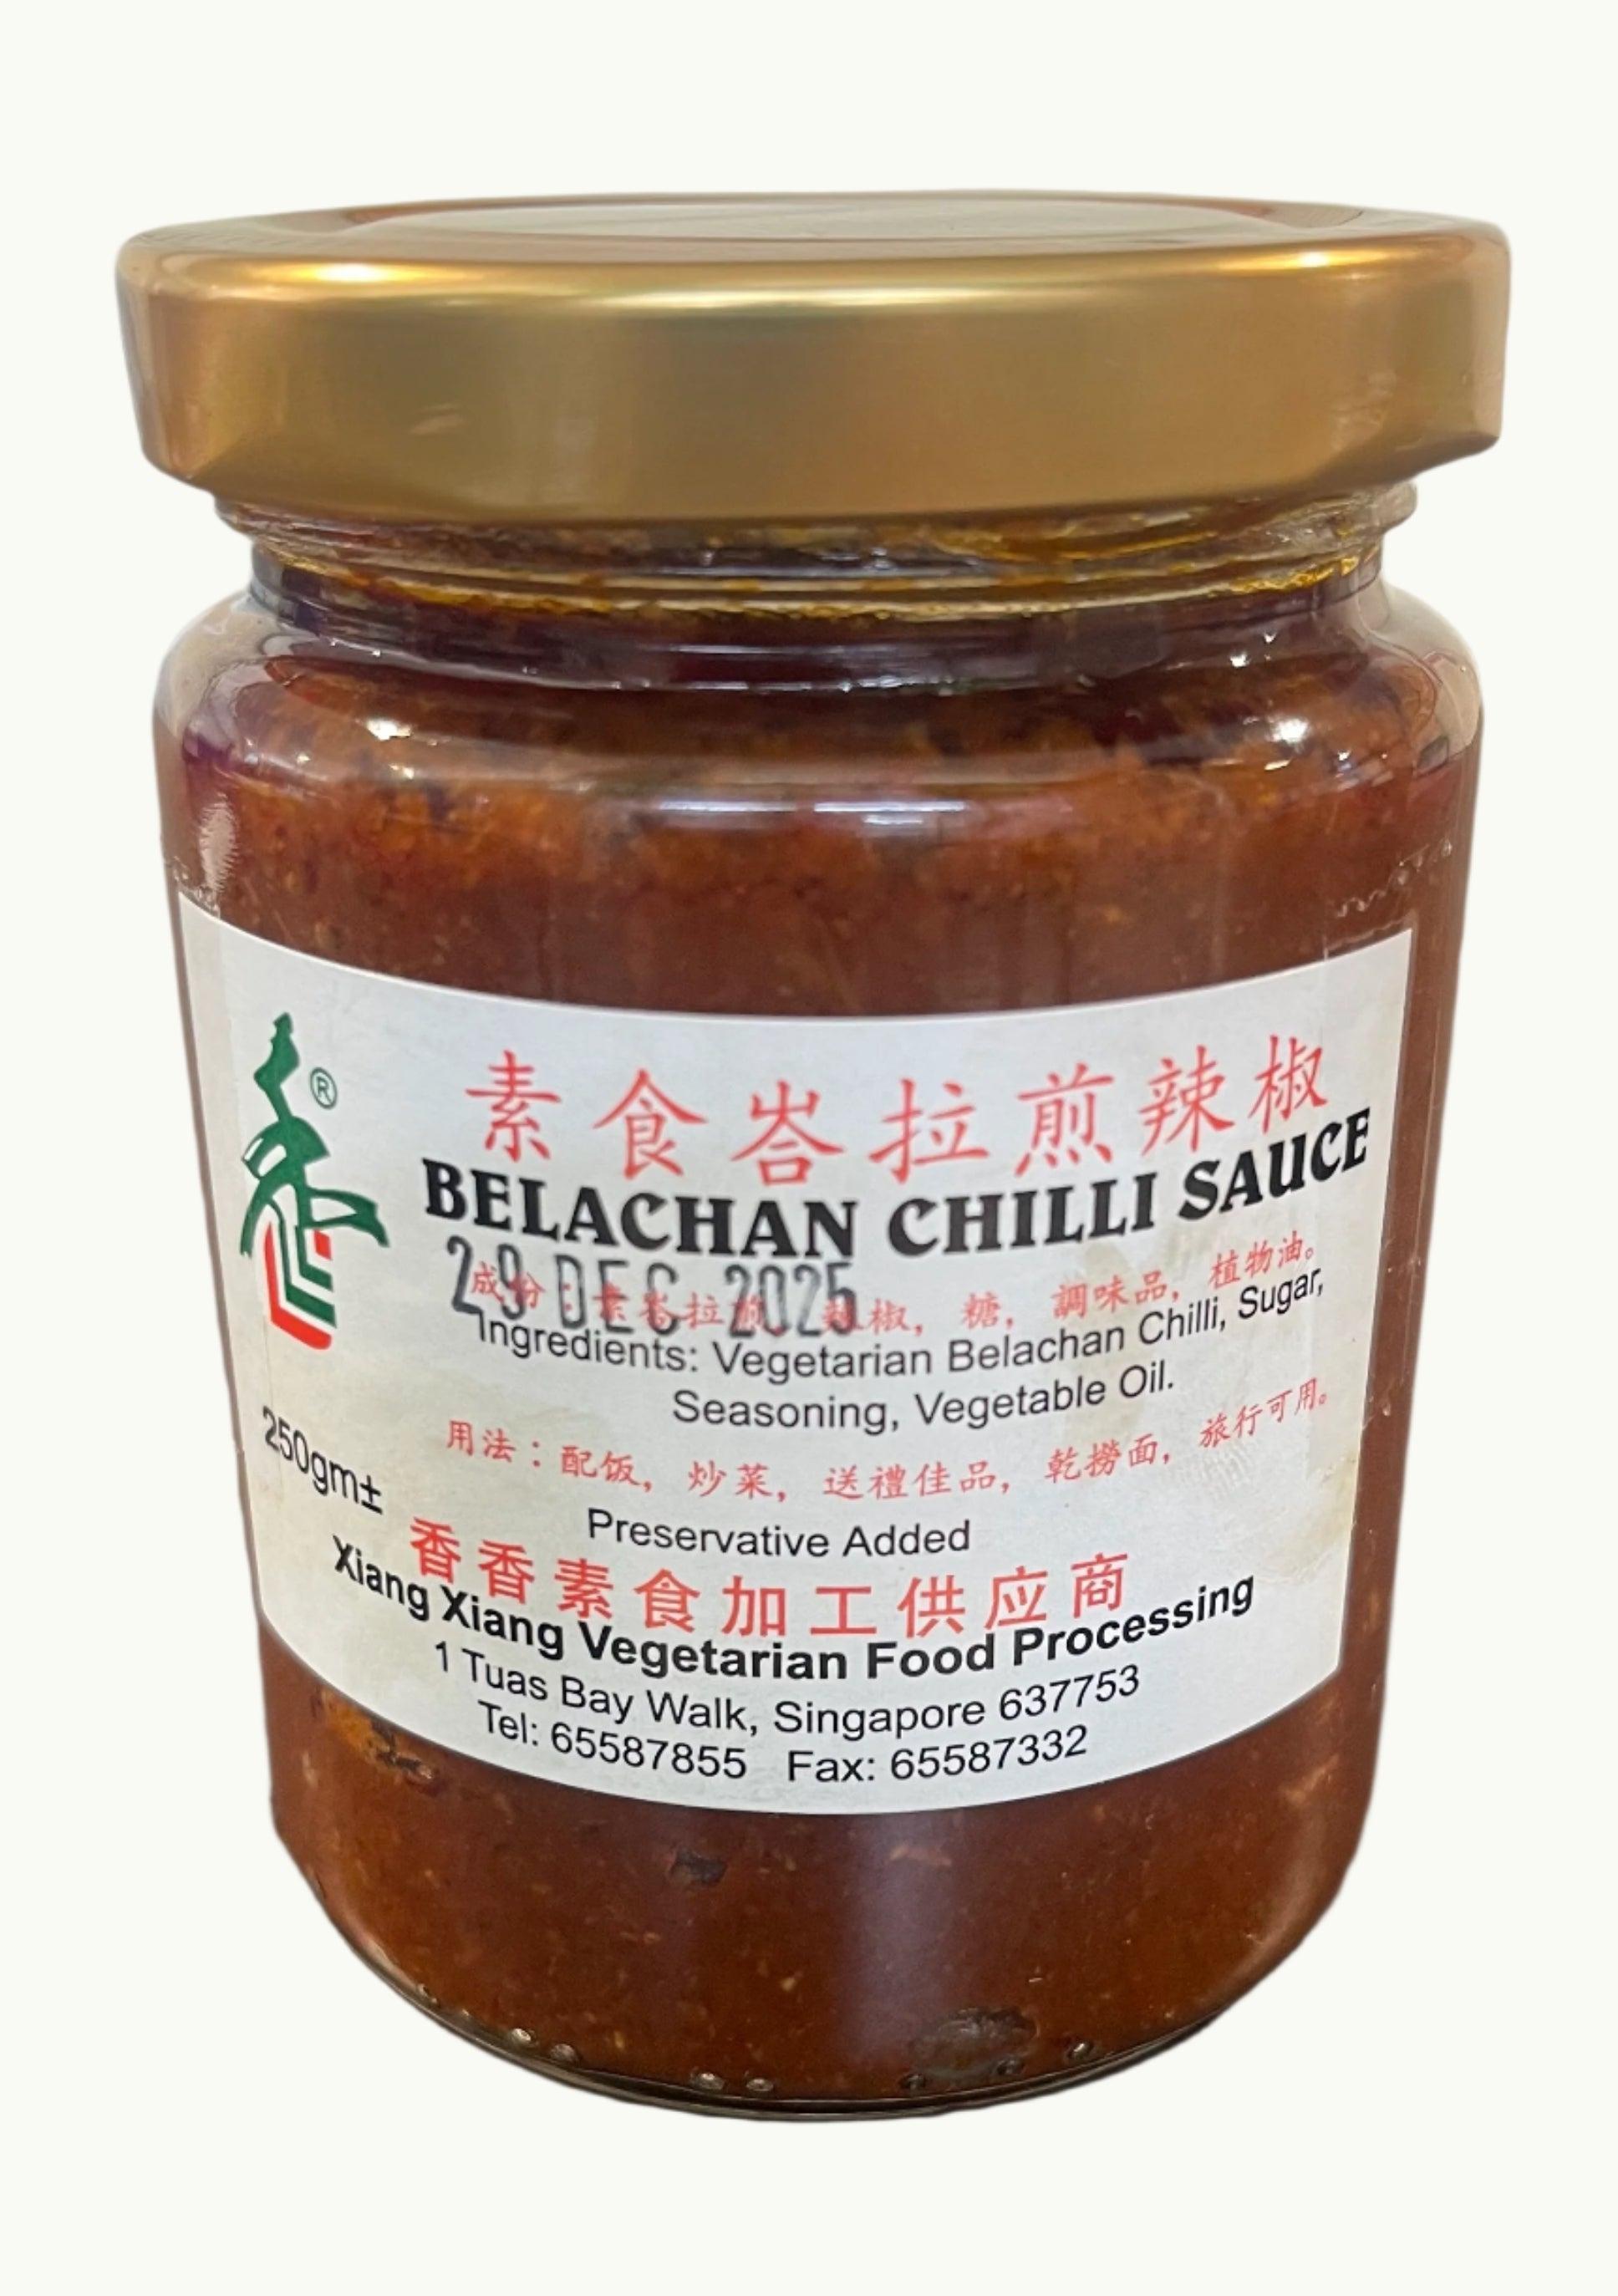 ®
素食峇拉煎辣椒
BELACHAN CHILLI SAUCE
29 DEC 2025
成份：素峇拉煎，辣椒，糖，調味品，植物油。
Ingredients: Vegetarian Belachan Chilli, Sugar,
Seasoning, Vegetable Oil.
250gm±
用法：配饭，炒菜，送禮佳品，乾撈面，旅行可用。
Preservative Added
香香素食加工供应商
Xiang Xiang Vegetarian Food Processing
1 Tuas Bay Walk, Singapore 637753
Tel: 65587855 Fax: 65587332